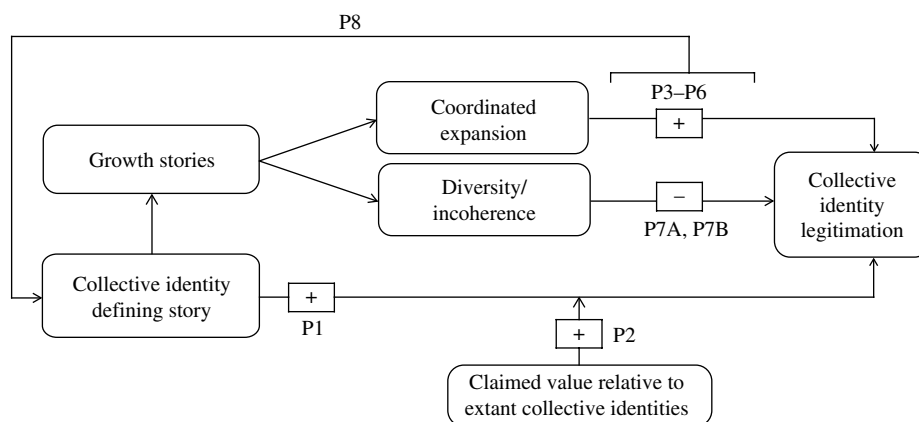 P8
P3–P6
Coordinated
expansion
+
Growth stories
Diversity/
incoherence
–
P7A, P7B
Collective
identity
legitimation
Collective identity
defining story
+
P1
+
P2
Claimed value relative to
extant collective identities